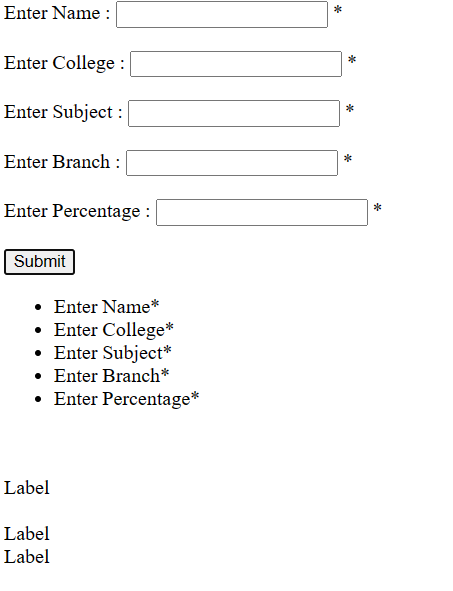 Enter Name : *
Enter College : *
Enter Subject : *
Enter Branch : *
Enter Percentage : *
Submit
• Enter Name*
• Enter College*
• Enter Subject*
• Enter Branch*
• Enter Percentage*
Label
Label
Label